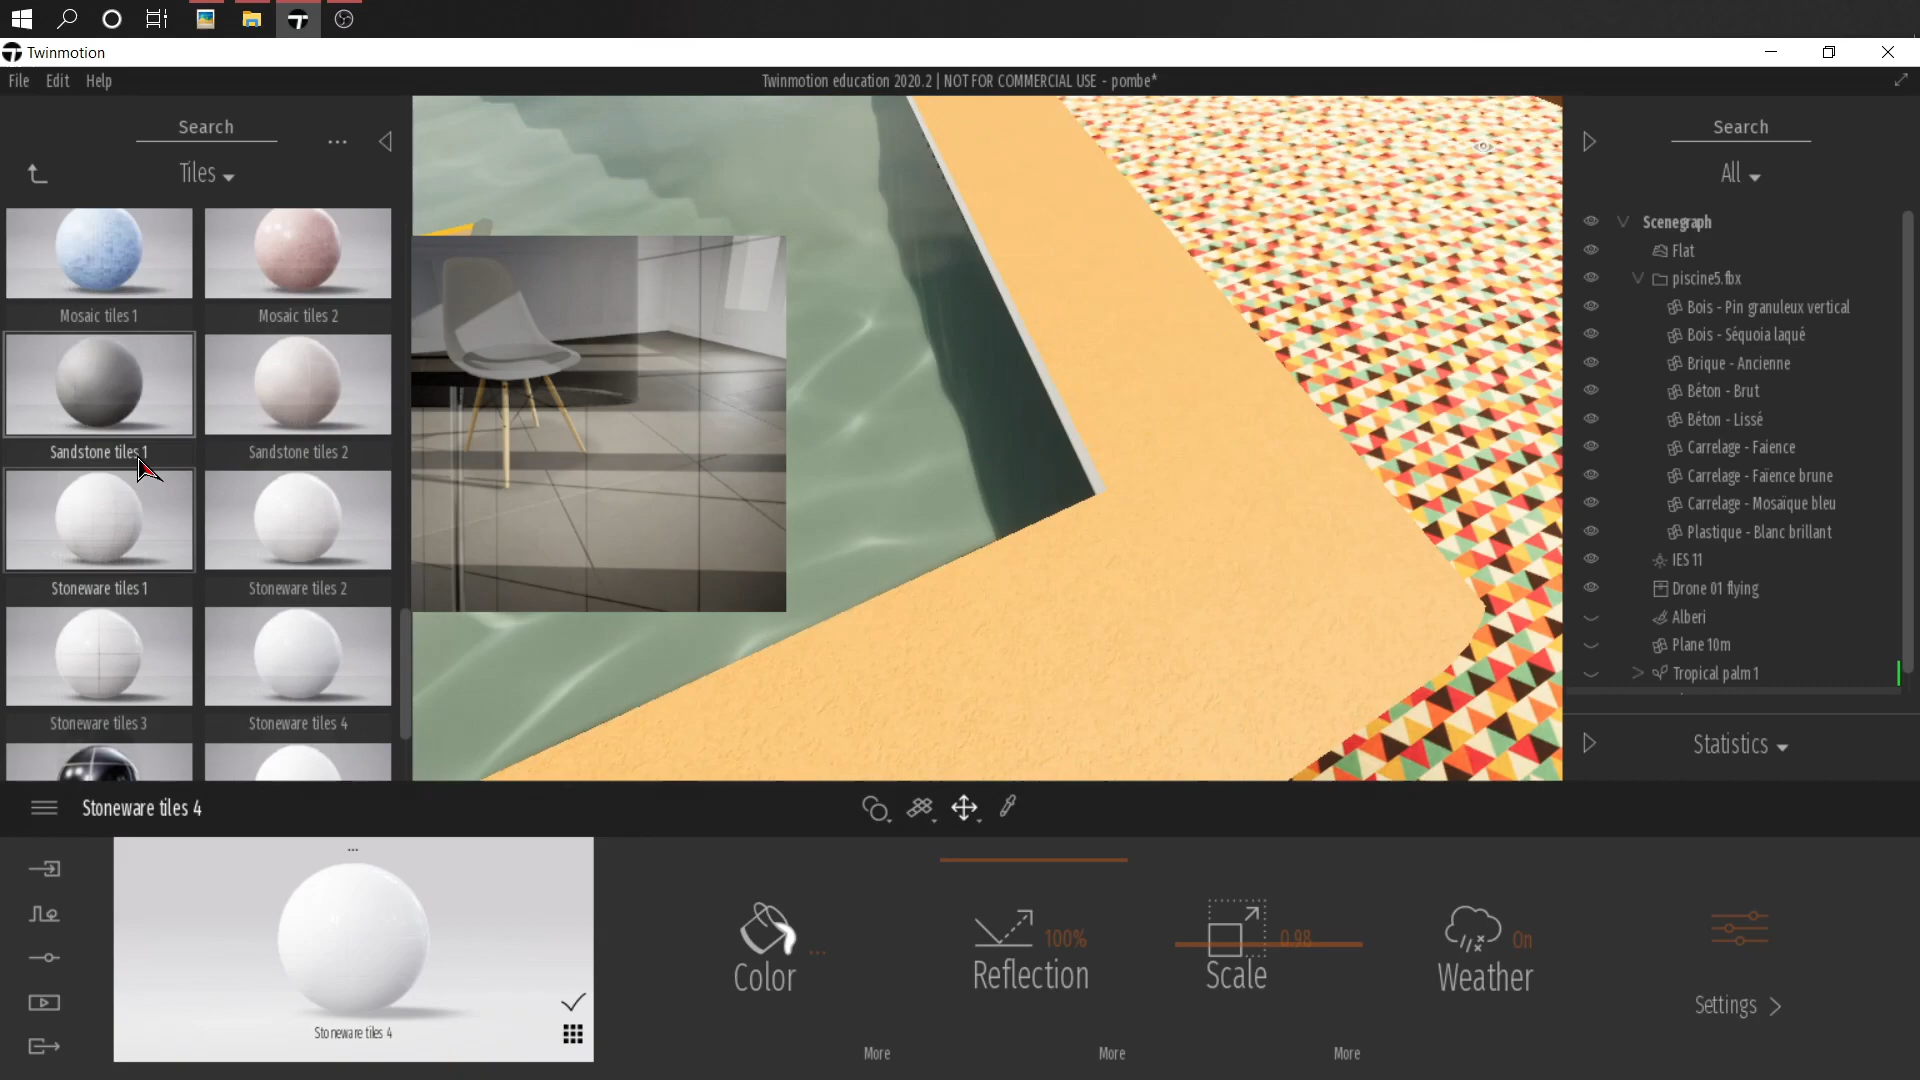 Twinmotion
File Edit Help
Twinmotion education 2020.2 | NOT FOR COMMERCIAL USE - pombe*
Search
...
Tiles
Mosaic tiles 1
Mosaic tiles 2
Sandstone tiles 1
Sandstone tiles 2
Stoneware tiles 1
Stoneware tiles 2
Stoneware tiles 3
Stoneware tiles 4
Search
All
Scenegraph
Flat
piscine5.fbx
Bois - Pin granuleux vertical
Bois - Séquoia laqué
Brique - Ancienne
Béton - Brut
Béton - Lissé
Carrelage - Faience
Carrelage - Faïence brune
Carrelage - Mosaïque bleu
Plastique - Blanc brillant
IES 11
Drone 01 flying
Alberi
Plane 10m
Tropical palm 1
Statistics
Stoneware tiles 4
...
Stoneware tiles 4
Color
...
More
100%
Reflection
More
0.98
Scale
More
On
Weather
Settings